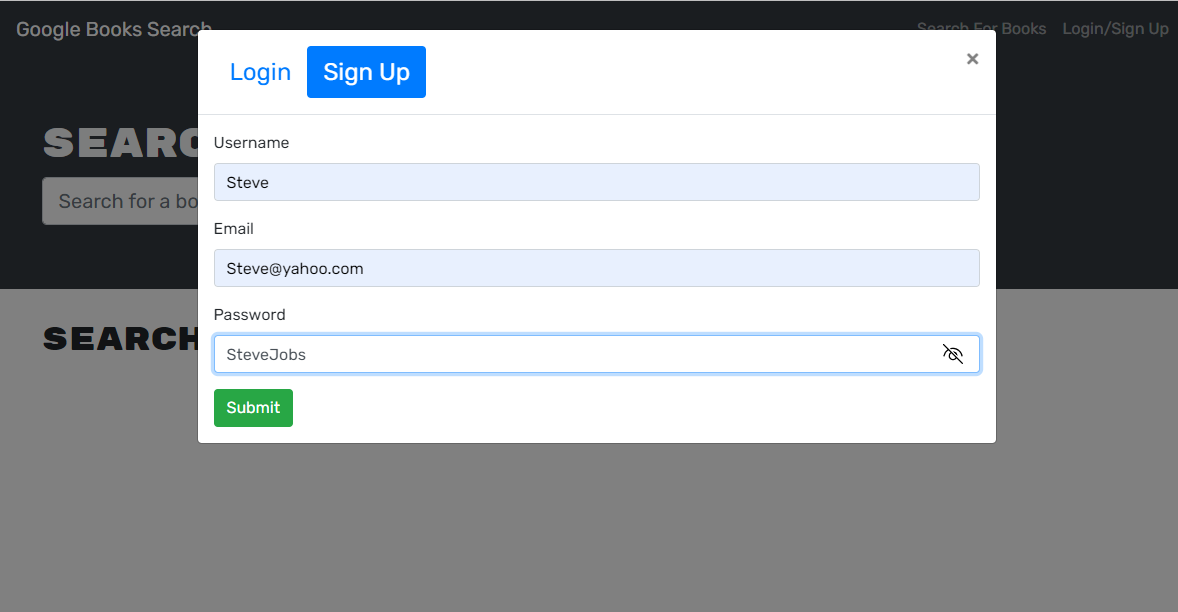 Google Books Search
Search For Books
Login/Sign Up
Login
Sign Up
×
SEARC
Search for a bo
Username
Steve
Email
Steve@yahoo.com
Password
SteveJobs
Submit
SEARCH